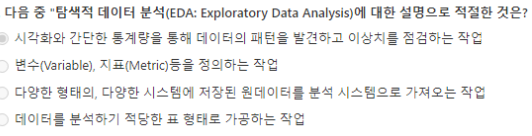 다음 중 "탐색적 데이터 분석(EDA: Exploratory Data Analysis)에 대한 설명으로 적절한 것은?
시각화와 간단한 통계량을 통해 데이터의 패턴을 발견하고 이상치를 점검하는 작업
변수(Variable), 지표(Metric)등을 정의하는 작업
다양한 형태의, 다양한 시스템에 저장된 원데이터를 분석 시스템으로 가져오는 작업
데이터를 분석하기 적당한 표 형태로 가공하는 작업